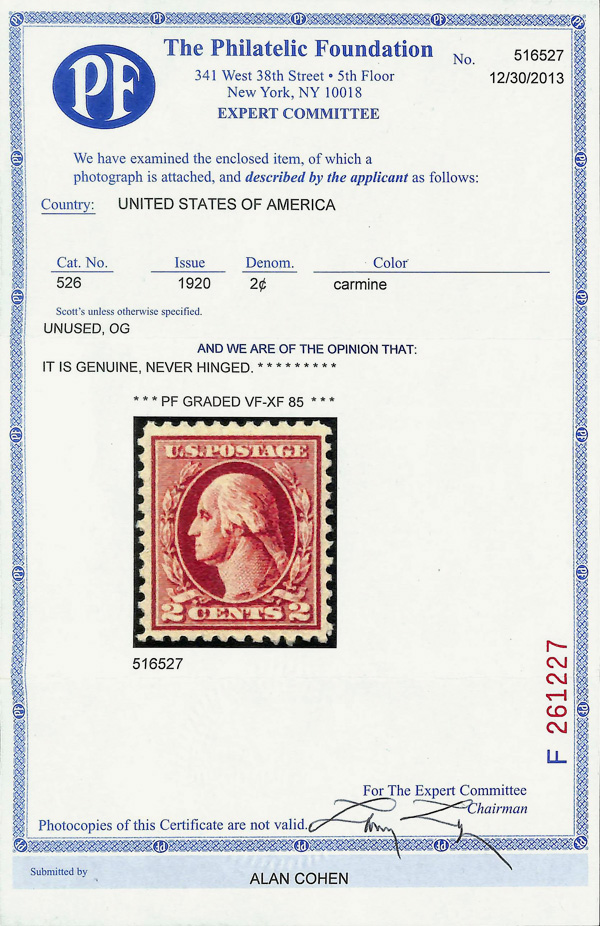 PF
The Philatelic Foundation
No. 516527
341 West 38th Street • 5th Floor
12/30/2013
New York, NY 10018
EXPERT COMMITTEE
We have examined the enclosed item, of which a
photograph is attached, and described by the applicant as follows:
Country: UNITED STATES OF AMERICA
Cat. No. Issue Denom. Color
526 1920 2¢ carmine
Scott's unless otherwise specified.
UNUSED, OG
AND WE ARE OF THE OPINION THAT:
IT IS GENUINE, NEVER HINGED. * * * * * * * * *
* * * PF GRADED VF-XF 85 * * *
U.S. POSTAGE
2 CENTS 2
516527
F 261227
For The Expert Committee
Chairman
Photocopies of this Certificate are not valid.
Submitted by
ALAN COHEN